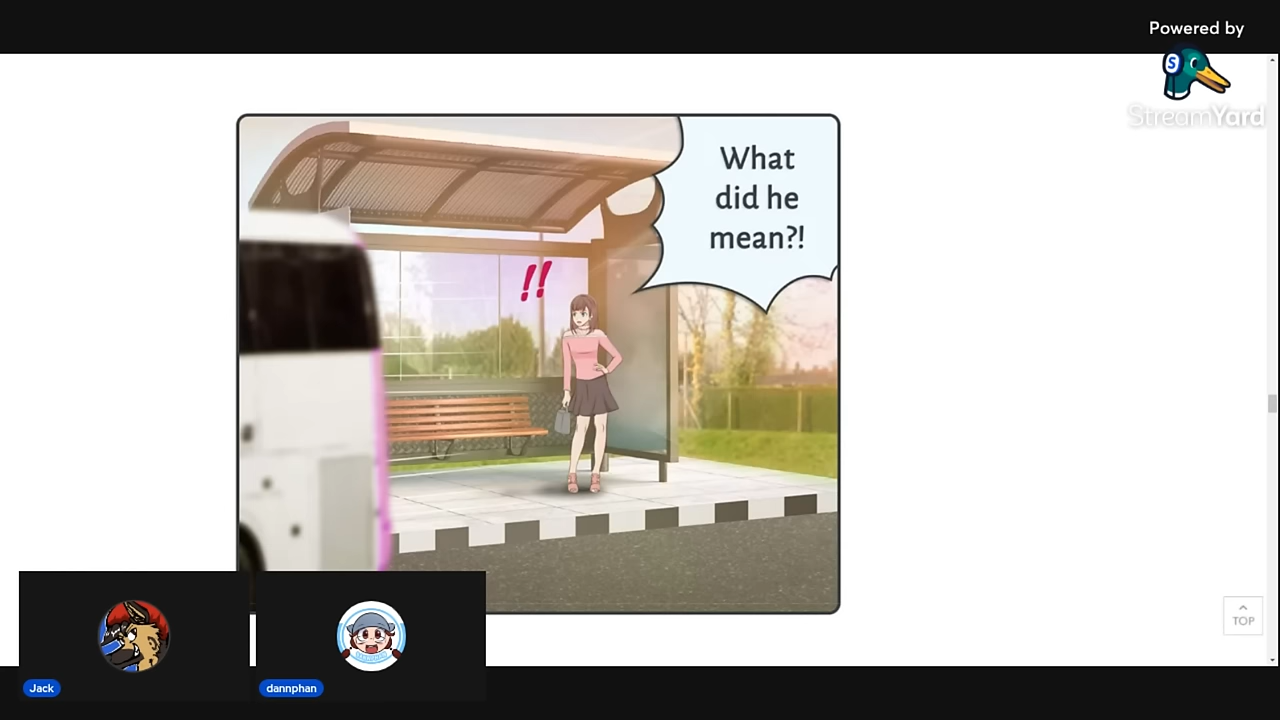 Powered by
StreamYard
What
did he
mean?!
!!
TOP
Jack
dannphan